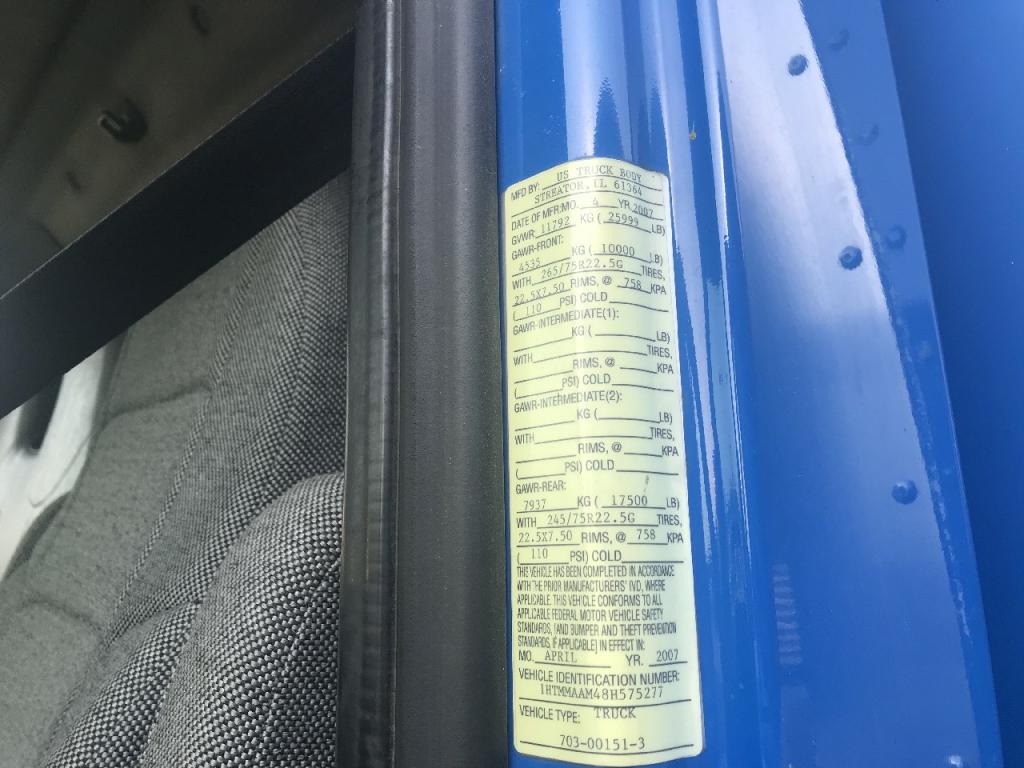 MFD BY: US TRUCK BODY
STREATOR, IL 61364
DATE OF MFR:MO. 4 YR.2007
GVWR 11792 KG ( 25999 LB)
GAWR-FRONT:
4535 KG ( 10000 LB)
WITH 265/75R22.5G TIRES,
22.5X7.50 RIMS, @ 758 KPA
( 110 PSI) COLD
GAWR-INTERMEDIATE(1):
KG ( LB)
WITH TIRES,
RIMS, @ KPA
( PSI) COLD
GAWR-INTERMEDIATE(2):
KG ( LB)
WITH TIRES,
RIMS, @ KPA
( PSI) COLD
GAWR-REAR:
7937 KG ( 17500 LB)
WITH 245/75R22.5G TIRES,
22.5X7.50 RIMS, @ 758 KPA
( 110 PSI) COLD
THIS VEHICLE HAS BEEN COMPLETED IN ACCORDANCE
WITH THE PRIOR MANUFACTURERS' IVD, WHERE
APPLICABLE THIS VEHICLE CONFORMS TO ALL
APPLICABLE FEDERAL MOTOR VEHICLE SAFETY
STANDARDS, (AND BUMPER AND THEFT PREVENTION
STANDARDS, IF APPLICABLE) IN EFFECT IN:
MO. APRIL YR. 2007
VEHICLE IDENTIFICATION NUMBER:
1HTMMAAM48H575277
VEHICLE TYPE: TRUCK
703-00151-3